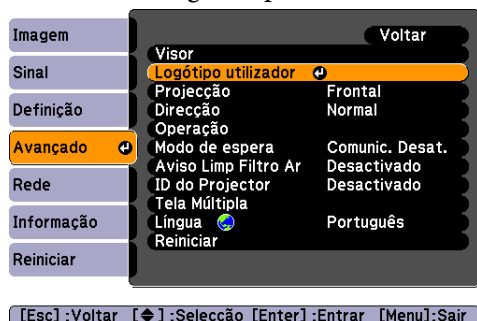 Imagem
Sinal
Definição
Avançado
Rede
Informação
Reiniciar
Voltar
Visor
Logótipo utilizador
Projecção Frontal
Direcção Normal
Operação
Modo de espera Comunic. Desat.
Aviso Limp Filtro Ar Desactivado
ID do Projector Desactivado
Tela Múltipla
Língua Português
Reiniciar
[Esc] :Voltar [◆] :Selecção [Enter] :Entrar [Menu]:Sair